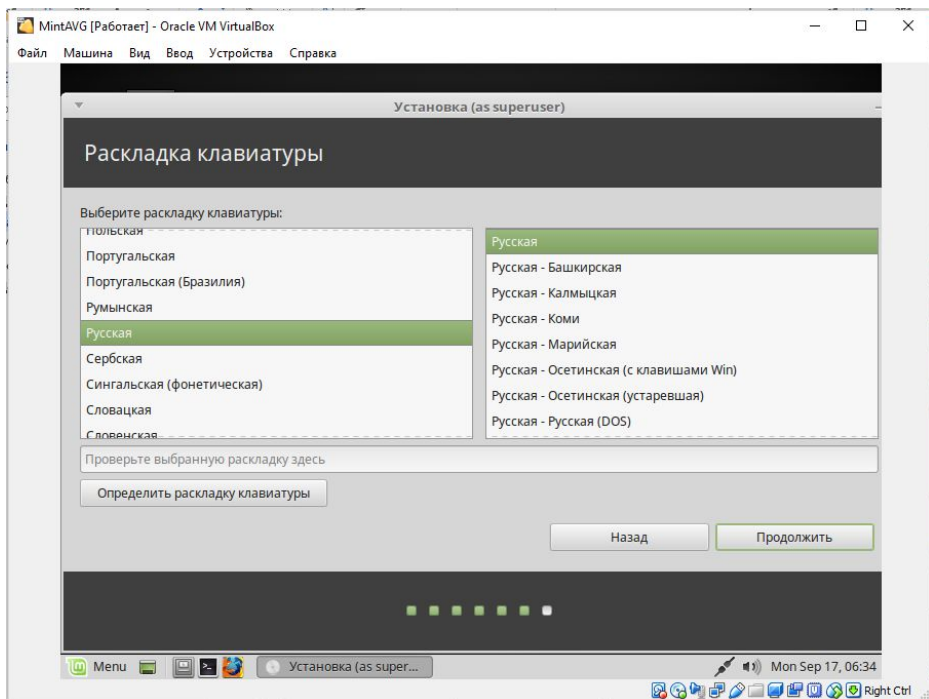 MintAVG [Работает] - Oracle VM VirtualBox
Файл Машина Вид Ввод Устройства Справка
Установка (as superuser)
Раскладка клавиатуры
Выберите раскладку клавиатуры:
Польская
Португальская
Португальская (Бразилия)
Румынская
Русская
Сербская
Сингальская (фонетическая)
Словацкая
Словенская
Русская
Русская - Башкирская
Русская - Калмыцкая
Русская - Коми
Русская - Марийская
Русская - Осетинская (с клавишами Win)
Русская - Осетинская (устаревшая)
Русская - Русская (DOS)
Проверьте выбранную раскладку здесь
Определить раскладку клавиатуры
Назад Продолжить
Menu Установка (as super... Mon Sep 17, 06:34
Right Ctrl